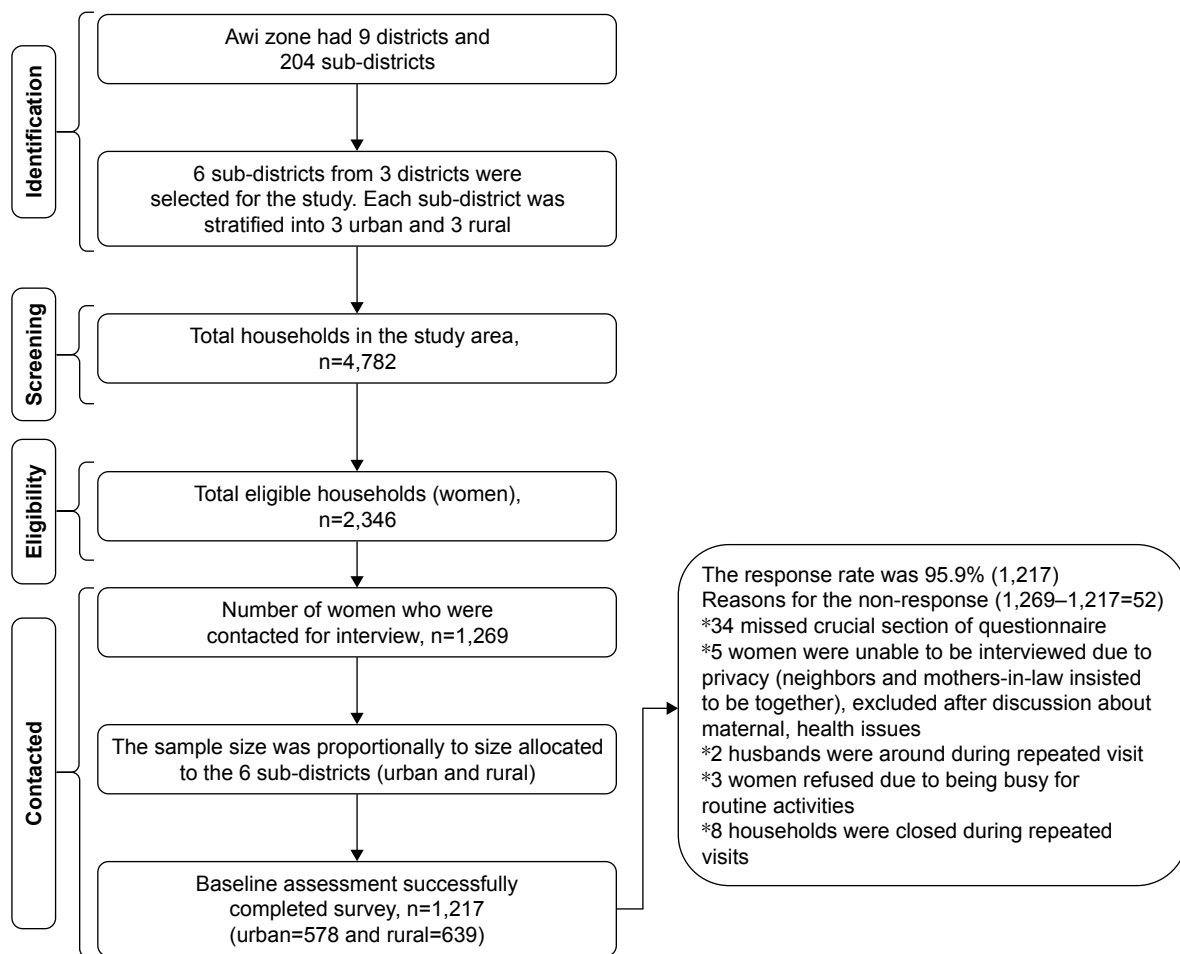 Identification
Awi zone had 9 districts and
204 sub-districts
6 sub-districts from 3 districts were
selected for the study. Each sub-district was
stratified into 3 urban and 3 rural
Screening
Total households in the study area,
n=4,782
Eligibility
Total eligible households (women),
n=2,346
Contacted
Number of women who were
contacted for interview, n=1,269
The sample size was proportionally to size allocated
to the 6 sub-districts (urban and rural)
Baseline assessment successfully
completed survey, n=1,217
(urban=578 and rural=639)
The response rate was 95.9% (1,217)
Reasons for the non-response (1,269–1,217=52)
*34 missed crucial section of questionnaire
*5 women were unable to be interviewed due to
privacy (neighbors and mothers-in-law insisted
to be together), excluded after discussion about
maternal, health issues
*2 husbands were around during repeated visit
*3 women refused due to being busy for
routine activities
*8 households were closed during repeated
visits